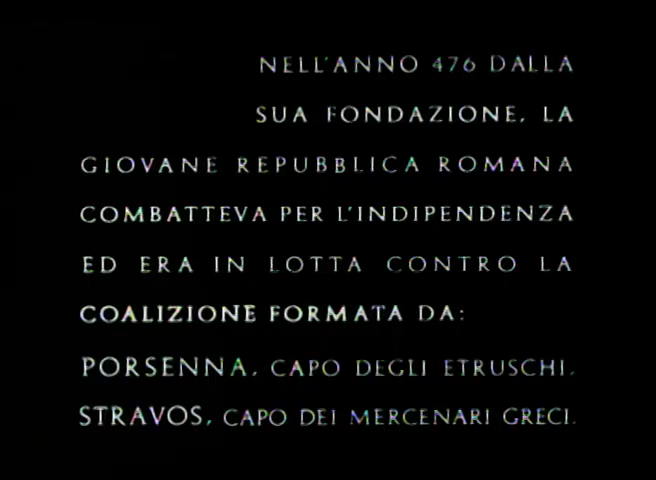 NELL'ANNO 476 DALLA
SUA FONDAZIONE, LA
GIOVANE REPUBBLICA ROMANA
COMBATTEVA PER L'INDIPENDENZA
ED ERA IN LOTTA CONTRO LA
COALIZIONE FORMATA DA:
PORSENNA, CAPO DEGLI ETRUSCHI.
STRAVOS, CAPO DEI MERCENARI GRECI.